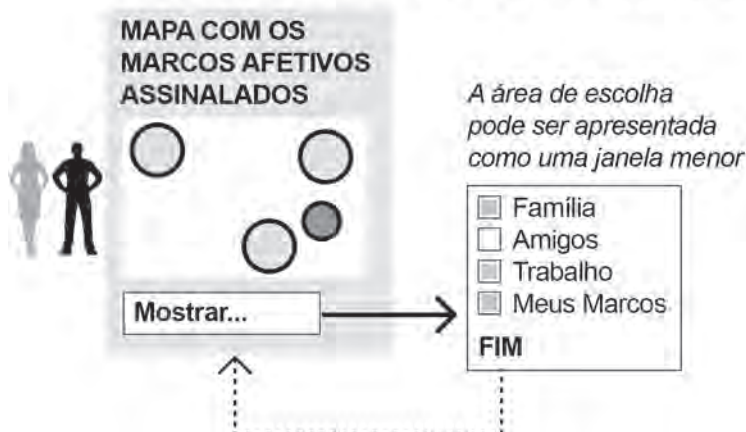 MAPA COM OS
MARCOS AFETIVOS
ASSINALADOS
A área de escolha
pode ser apresentada
como uma janela menor
Mostrar...
Família
Amigos
Trabalho
Meus Marcos
FIM